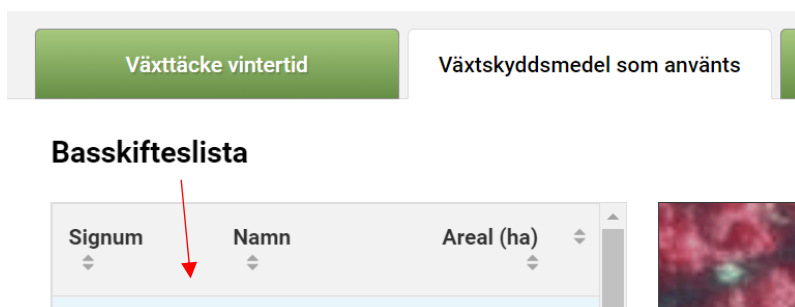 Växttäcke vintertid Växtskyddsmedel som använts
Basskifteslista
Signum Namn Areal (ha)